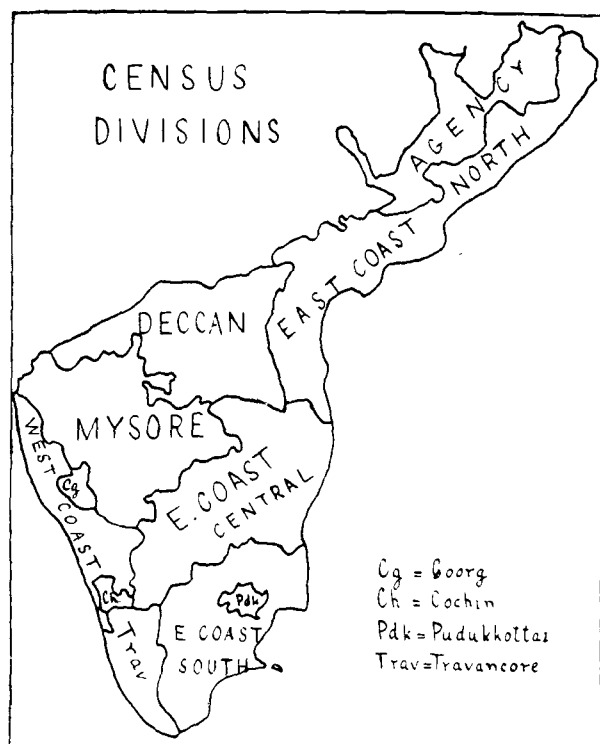 CENSUS
DIVISIONS
AGENCY
EAST COAST NORTH
DECCAN
MYSORE
WEST COAST
Cg
E. COAST
CENTRAL
Ch
Pdk
Trav
E COAST
SOUTH
Cg = Coorg
Ch = Cochin
Pdk = Pudukhottai
Trav=Travancore